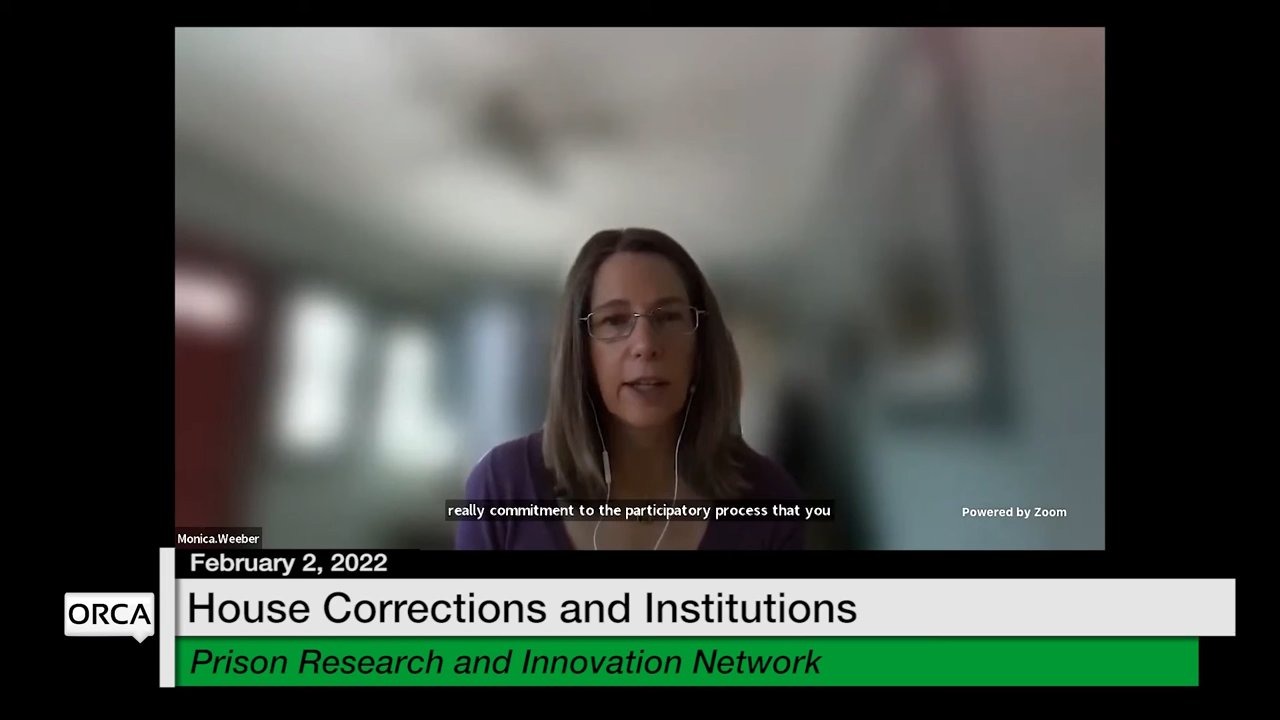 really commitment to the participatory process that you
Powered by Zoom
Monica.Weeber
February 2, 2022
ORCA
House Corrections and Institutions
Prison Research and Innovation Network